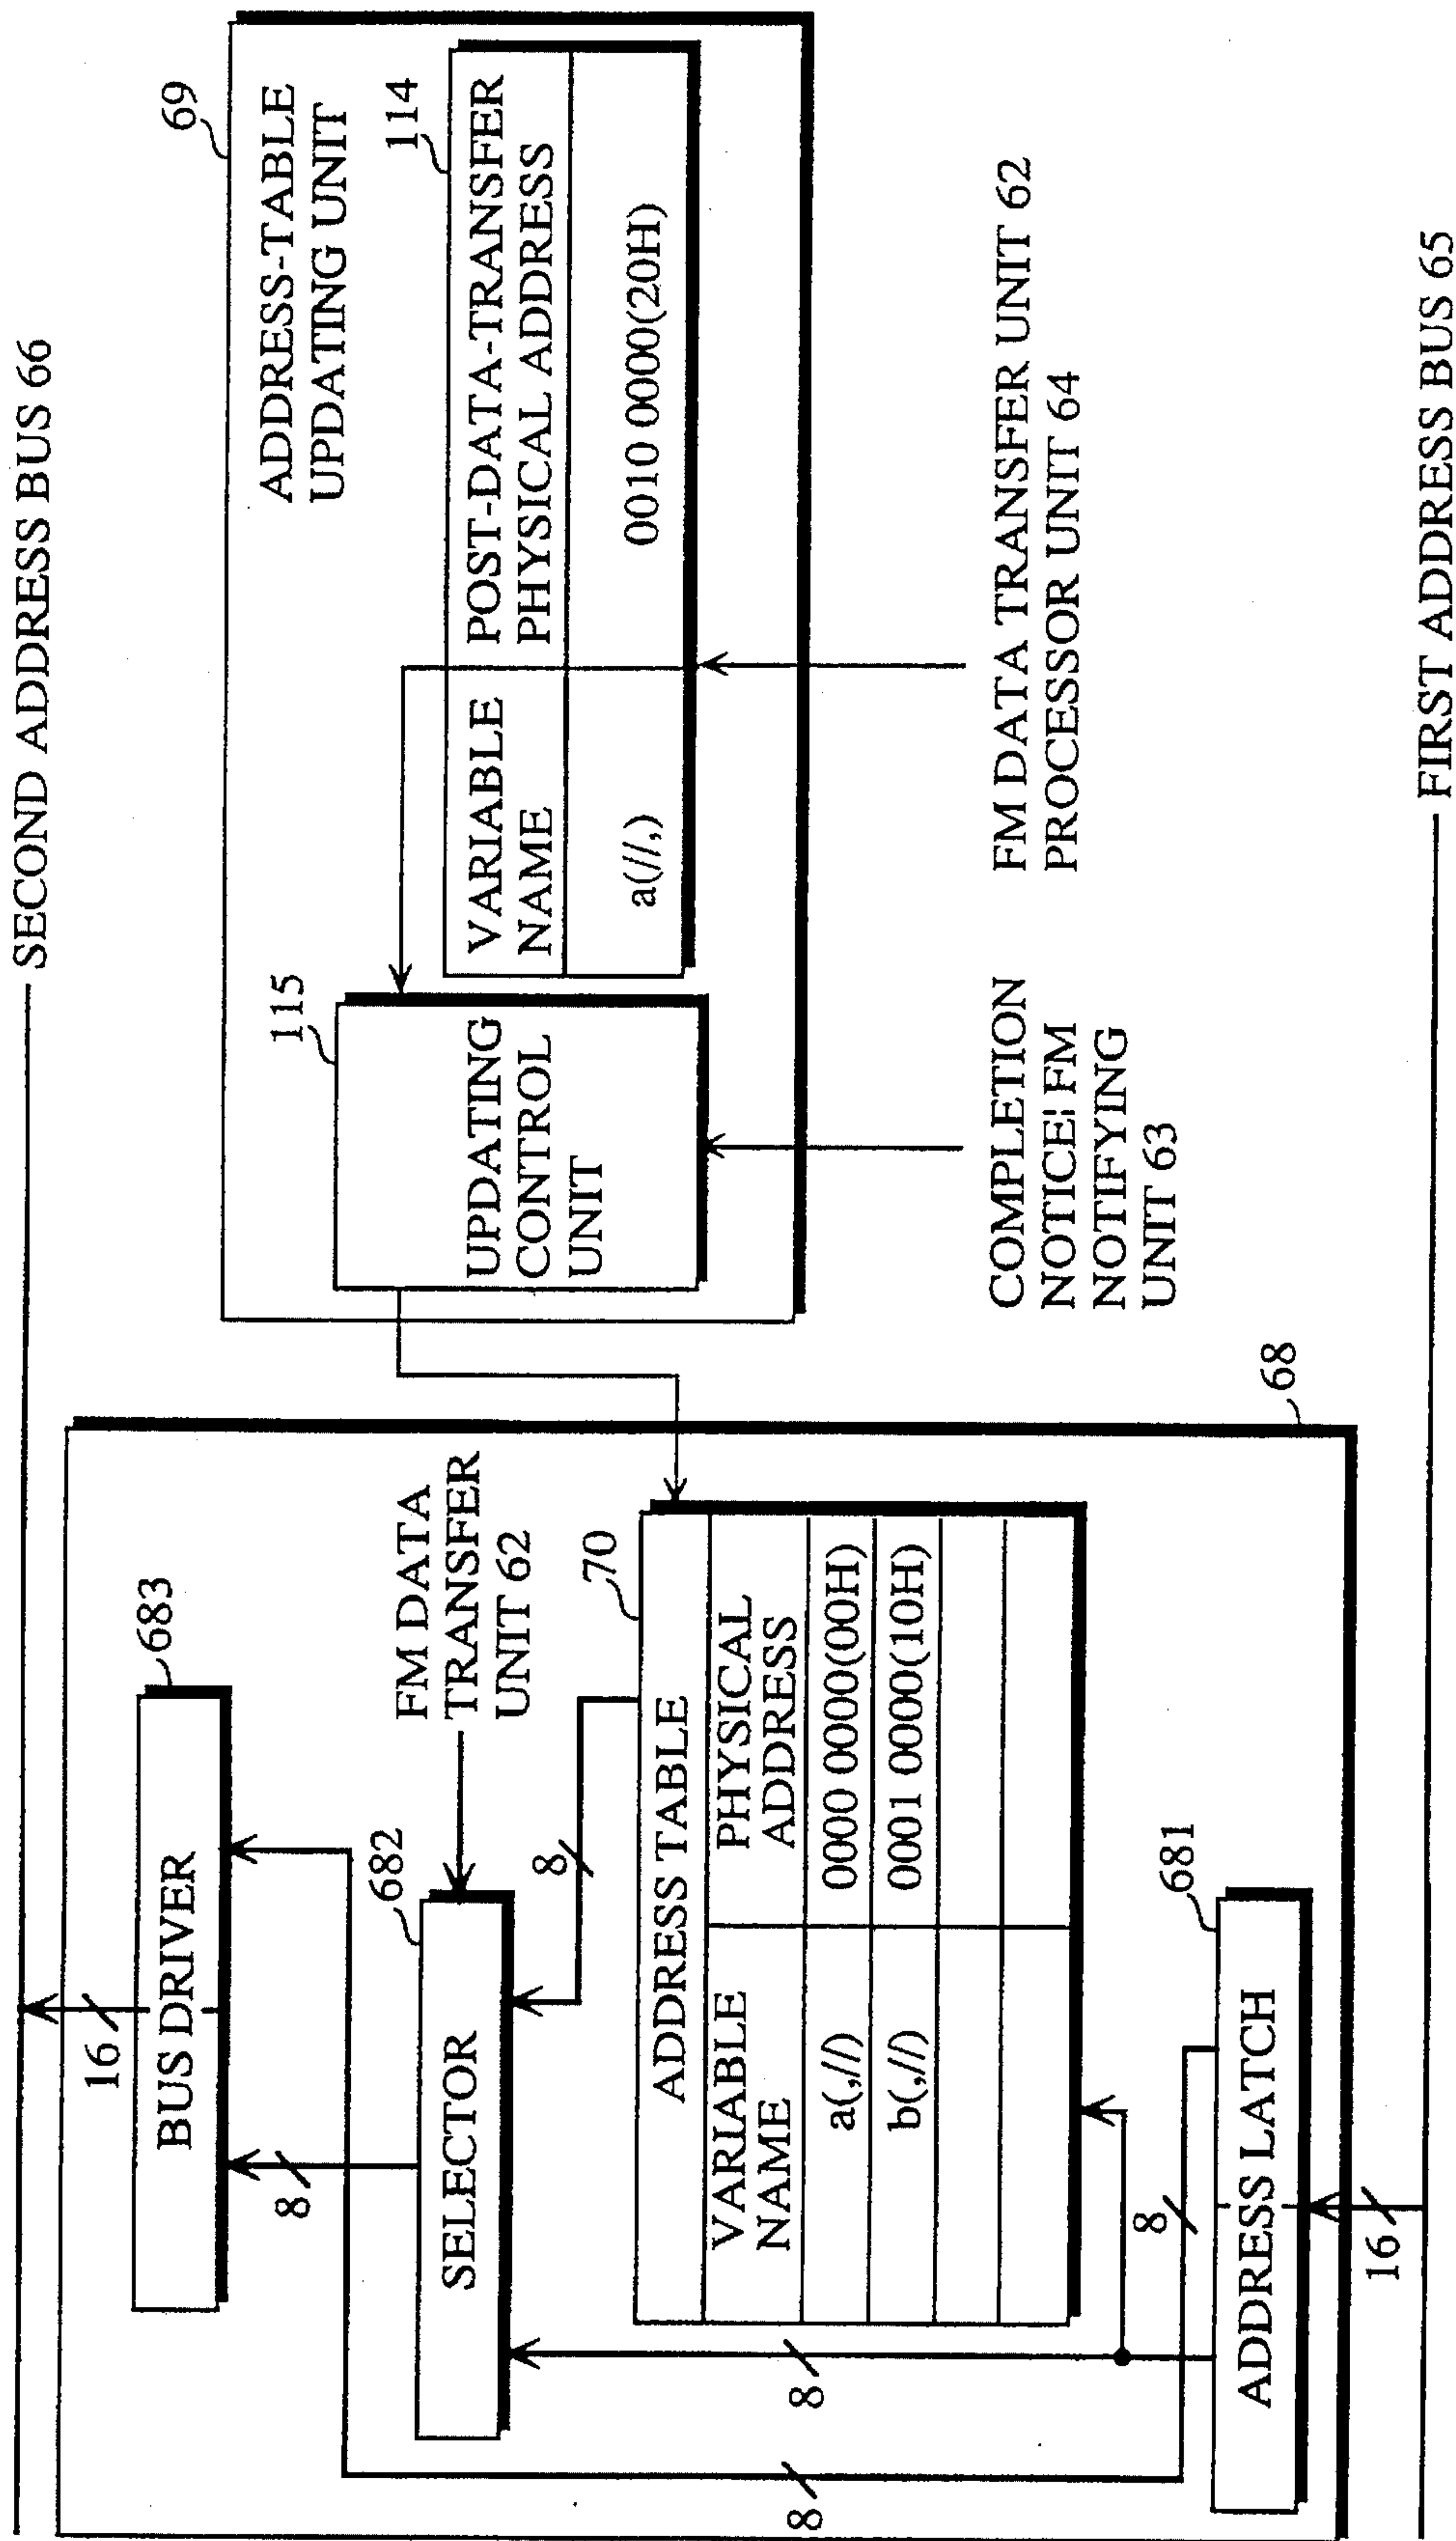 SECOND ADDRESS BUS 66
683
BUS DRIVER
16
8
682
SELECTOR
FM DATA
TRANSFER
UNIT 62
8
70
ADDRESS TABLE
VARIABLE
NAME
PHYSICAL
ADDRESS
a(,//)
0000 0000(00H)
b(,//)
0001 0000(10H)
8
8
8
681
ADDRESS LATCH
16
68
69
ADDRESS-TABLE
UPDATING UNIT
115
UPDATING
CONTROL
UNIT
114
VARIABLE
NAME
POST-DATA-TRANSFER
PHYSICAL ADDRESS
a(//,)
0010 0000(20H)
COMPLETION
NOTICE¦ FM
NOTIFYING
UNIT 63
FM DATA TRANSFER UNIT 62
PROCESSOR UNIT 64
FIRST ADDRESS BUS 65